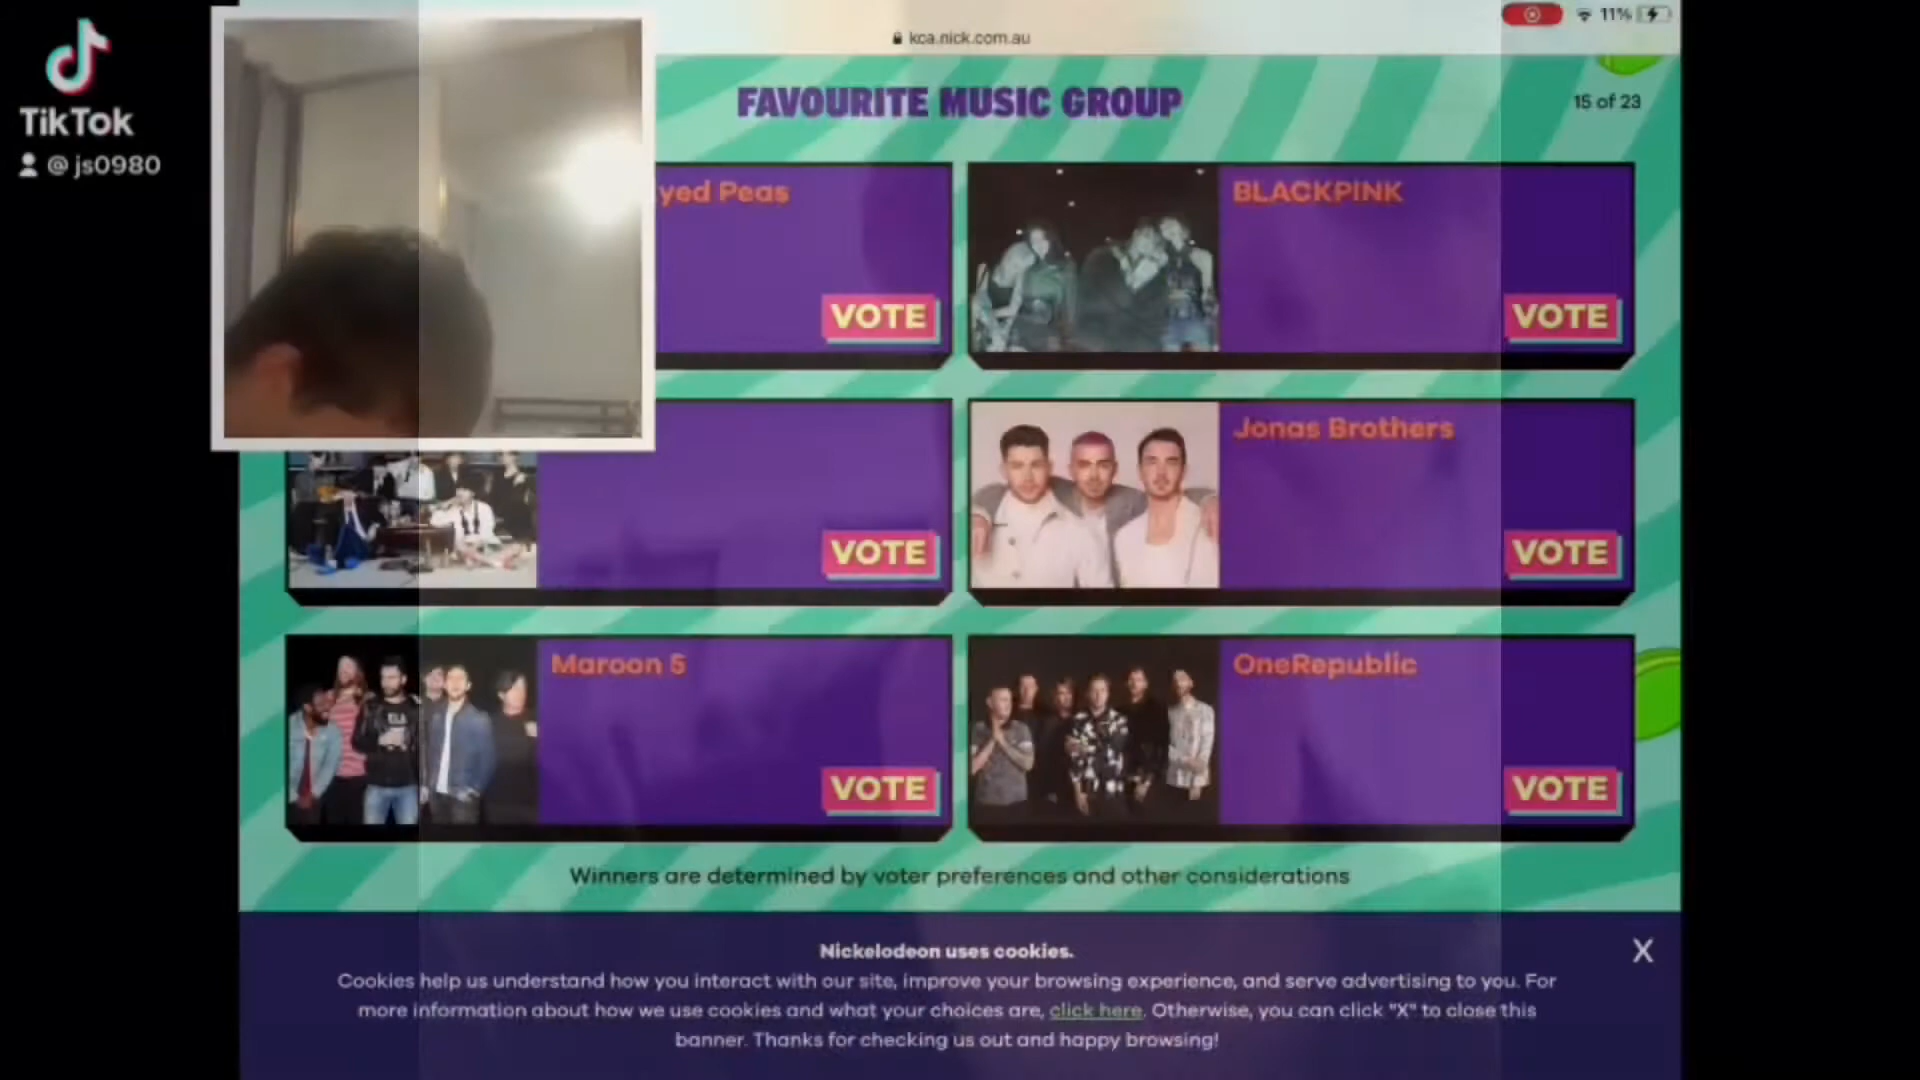 TikTok
@js0980
kca.nick.com.au
11%
FAVOURITE MUSIC GROUP
15 of 23
yed Peas
VOTE
BLACKPINK
VOTE
VOTE
Jonas Brothers
VOTE
Maroon 5
VOTE
OneRepublic
VOTE
Winners are determined by voter preferences and other considerations
Nickelodeon uses cookies.
X
Cookies help us understand how you interact with our site, improve your browsing experience, and serve advertising to you. For
more information about how we use cookies and what your choices are, click here. Otherwise, you can click "X" to close this
banner. Thanks for checking us out and happy browsing!